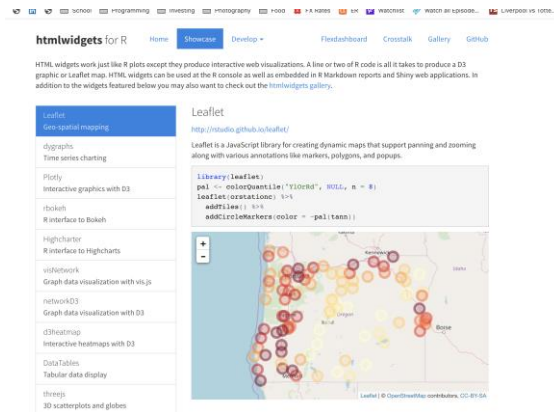 School
Programming
Investing
Photography
Food
FX Rates
ER
Watchlist
Watch all Episode...
Liverpool vs Totte...
htmlwidgets for R
Home
Showcase
Develop
Flexdashboard
Crosstalk
Gallery
GitHub
HTML widgets work just like R plots except they produce interactive web visualizations. A line or two of R code is all it takes to produce a D3
graphic or Leaflet map. HTML widgets can be used at the R console as well as embedded in R Markdown reports and Shiny web applications. In
addition to the widgets featured below you may also want to check out the htmlwidgets gallery.
Leaflet
Geo-spatial mapping
dygraphs
Time series charting
Plotly
Interactive graphics with D3
rbokeh
R interface to Bokeh
Highcharter
R interface to Highcharts
visNetwork
Graph data visualization with vis.js
networkD3
Graph data visualization with D3
d3heatmap
Interactive heatmaps with D3
DataTables
Tabular data display
threejs
3D scatterplots and globes
Leaflet
http://rstudio.github.io/leaflet/
Leaflet is a JavaScript library for creating dynamic maps that support panning and zooming
along with various annotations like markers, polygons, and popups.
library(leaflet)
pal <- colorQuantile("YlOrRd", NULL, n = 8)
leaflet(orstationc) %>%
addTiles() %>%
addCircleMarkers(color = ~pal(tann))
+
-
Kennewick
Idaho
Oregon
Bend
Boise
Leaflet | © OpenStreetMap contributors, CC-BY-SA